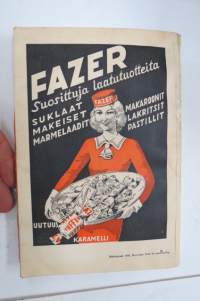 FAZER
Suosittuja laatutuotteita
SUKLAAT
MAKEISET
MARMELAADIT
FAZER
MAKAROONIT
LAKRITSIT
PASTILLIT
UUTUUS
KARAMELLI